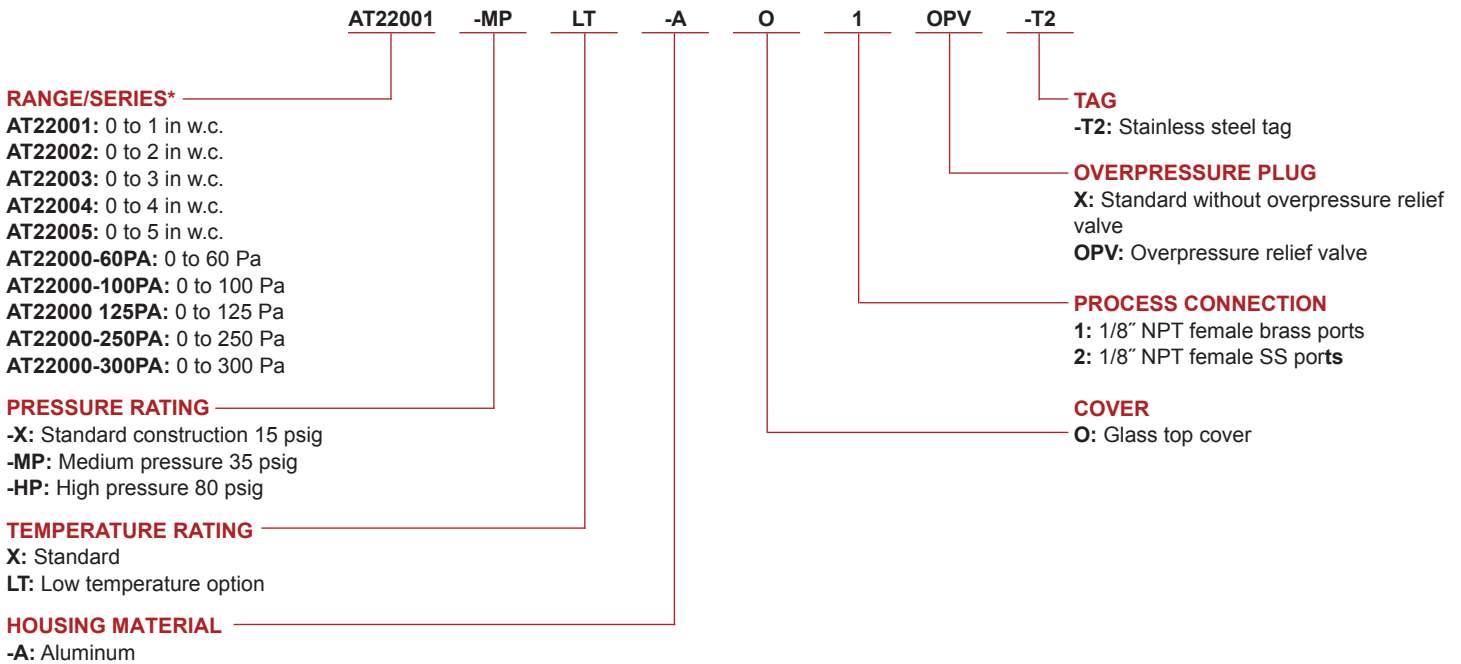 AT22001 -MP LT -A O 1 OPV -T2
RANGE/SERIES*
AT22001: 0 to 1 in w.c.
AT22002: 0 to 2 in w.c.
AT22003: 0 to 3 in w.c.
AT22004: 0 to 4 in w.c.
AT22005: 0 to 5 in w.c.
AT22000-60PA: 0 to 60 Pa
AT22000-100PA: 0 to 100 Pa
AT22000 125PA: 0 to 125 Pa
AT22000-250PA: 0 to 250 Pa
AT22000-300PA: 0 to 300 Pa
PRESSURE RATING
-X: Standard construction 15 psig
-MP: Medium pressure 35 psig
-HP: High pressure 80 psig
TEMPERATURE RATING
X: Standard
LT: Low temperature option
HOUSING MATERIAL
-A: Aluminum
TAG
-T2: Stainless steel tag
OVERPRESSURE PLUG
X: Standard without overpressure relief
valve
OPV: Overpressure relief valve
PROCESS CONNECTION
1: 1/8˝ NPT female brass ports
2: 1/8˝ NPT female SS ports
COVER
O: Glass top cover